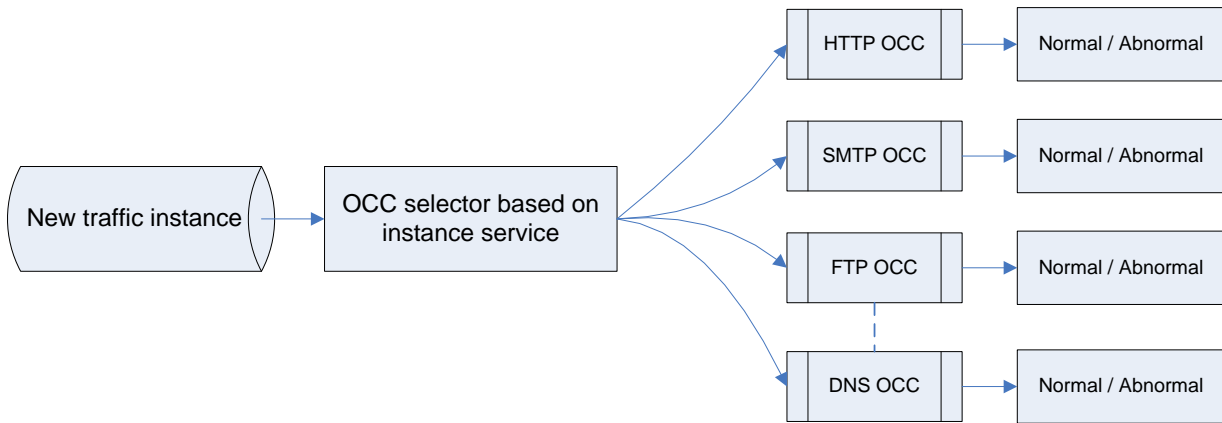 New traffic instance
OCC selector based on
instance service
HTTP OCC
Normal / Abnormal
SMTP OCC
Normal / Abnormal
FTP OCC
Normal / Abnormal
DNS OCC
Normal / Abnormal